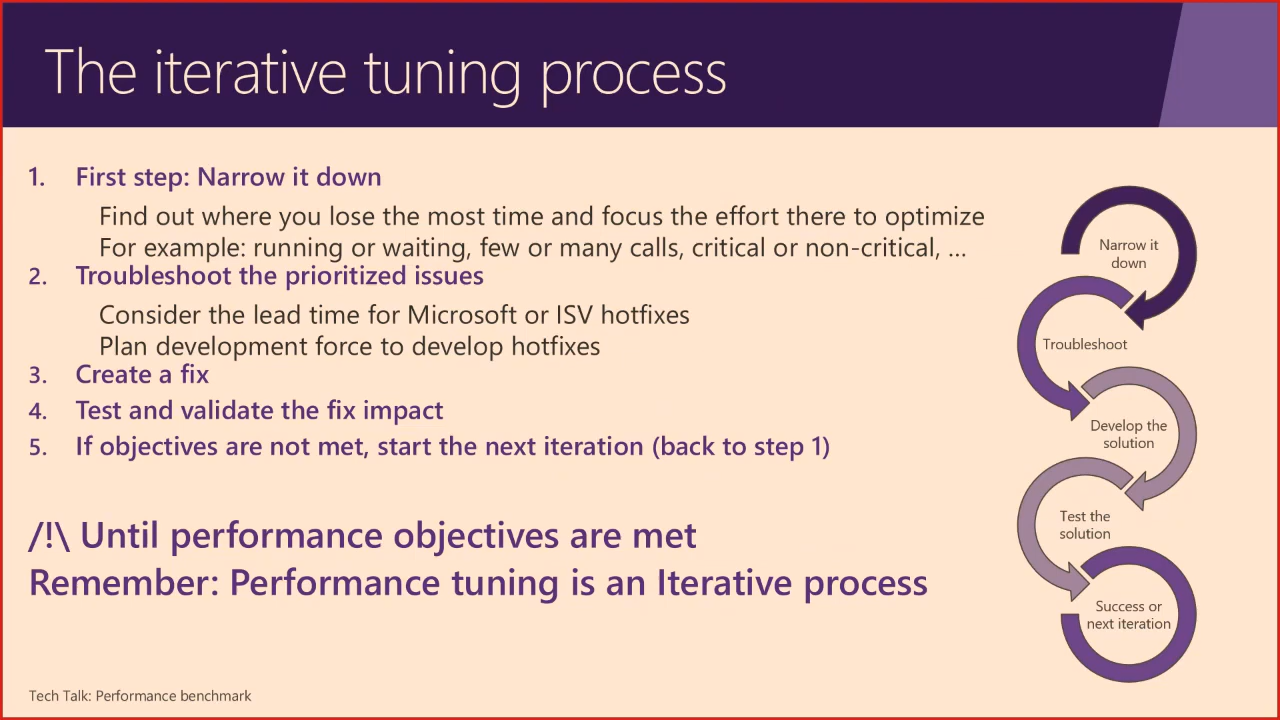 The iterative tuning process
1. First step: Narrow it down
Find out where you lose the most time and focus the effort there to optimize
For example: running or waiting, few or many calls, critical or non-critical, ...
2. Troubleshoot the prioritized issues
Consider the lead time for Microsoft or ISV hotfixes
Plan development force to develop hotfixes
3. Create a fix
4. Test and validate the fix impact
5. If objectives are not met, start the next iteration (back to step 1)
/!\ Until performance objectives are met
Remember: Performance tuning is an Iterative process
Narrow it
down
Troubleshoot
Develop the
solution
Test the
solution
Success or
next iteration
Tech Talk: Performance benchmark